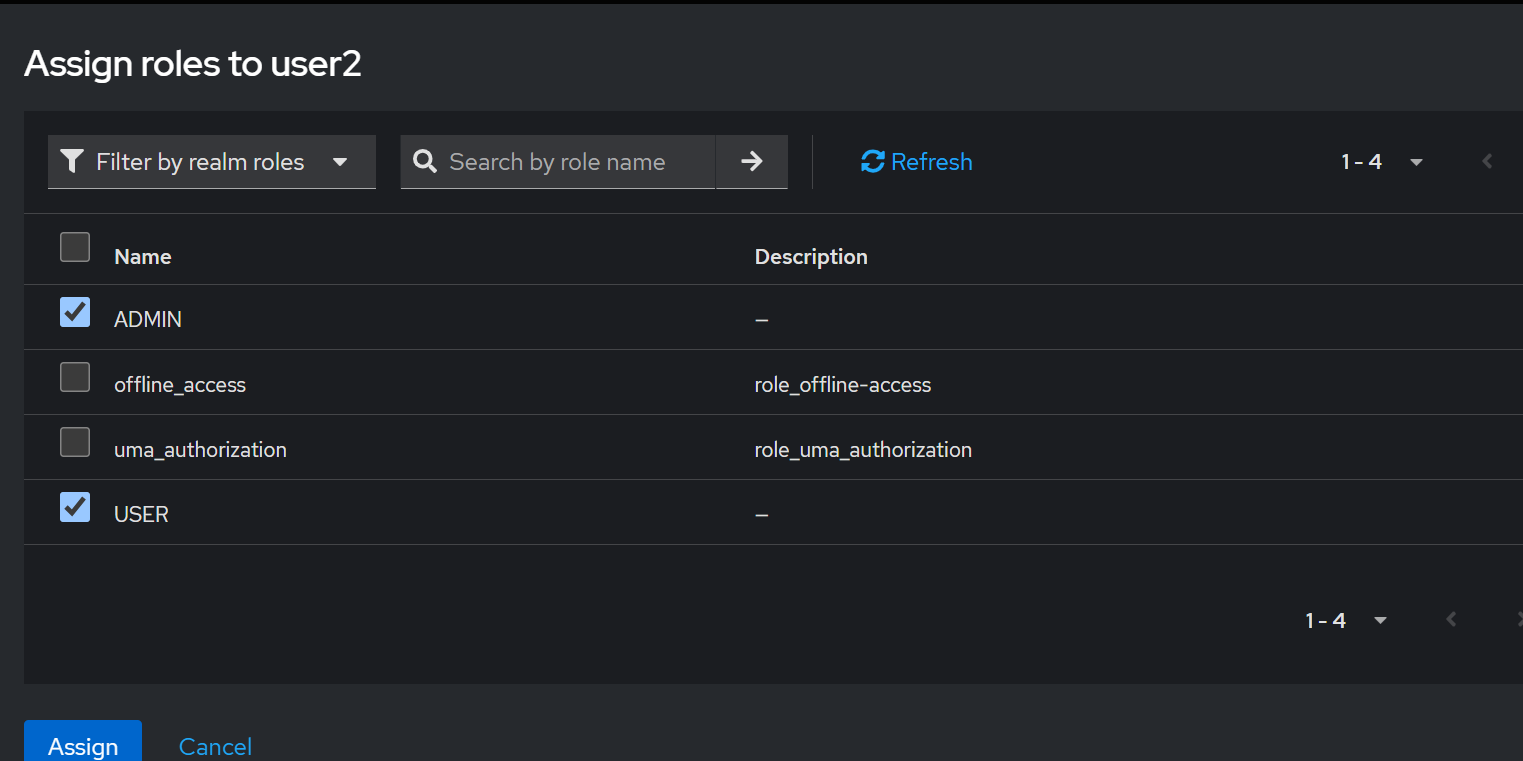 Assign roles to user2
Filter by realm roles Search by role name Refresh 1 - 4
Name Description
ADMIN –
offline_access role_offline-access
uma_authorization role_uma_authorization
USER –
1 - 4
Assign Cancel